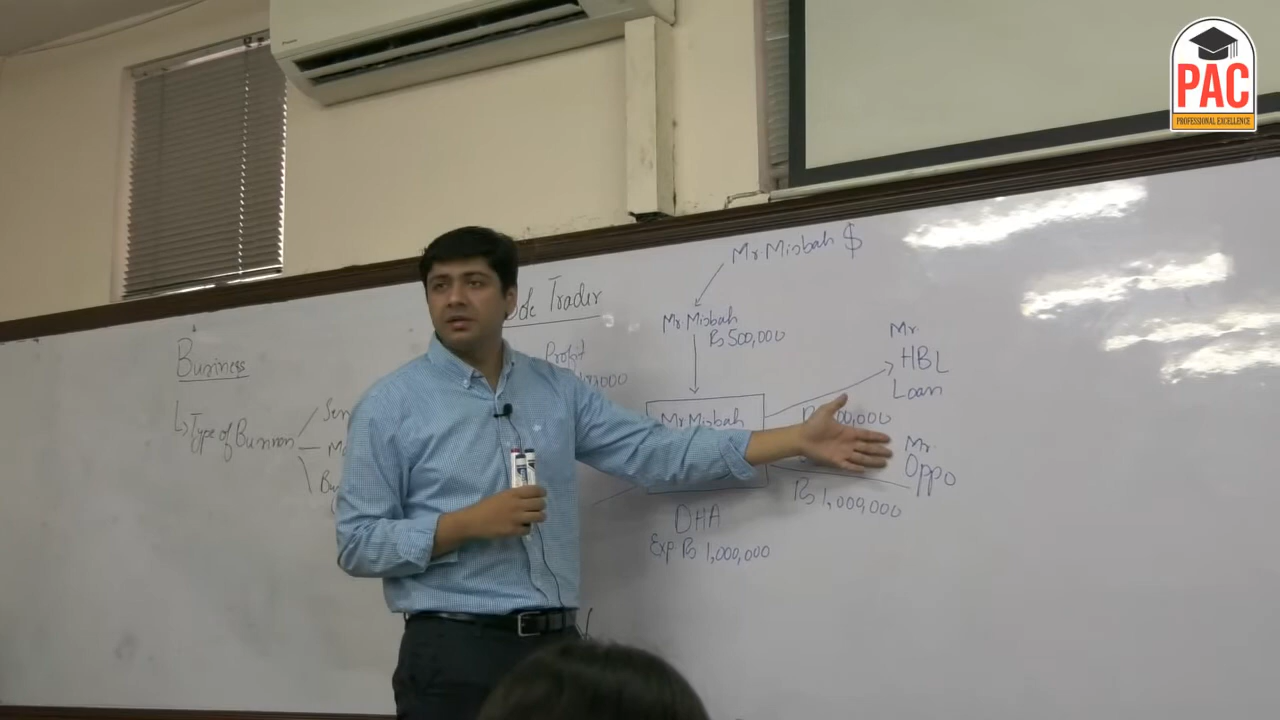 PAC
PROFESSIONAL EXCELLENCE
Mr. Misbah $
Sole Trader
Mr. Misbah
Rs 500,000
Business
Profit
Mr
HBL
Loan
Type of Business
Mr Misbah
Mr
Oppo
Rs 1,000,000
DHA
Exp Rs 1,000,000